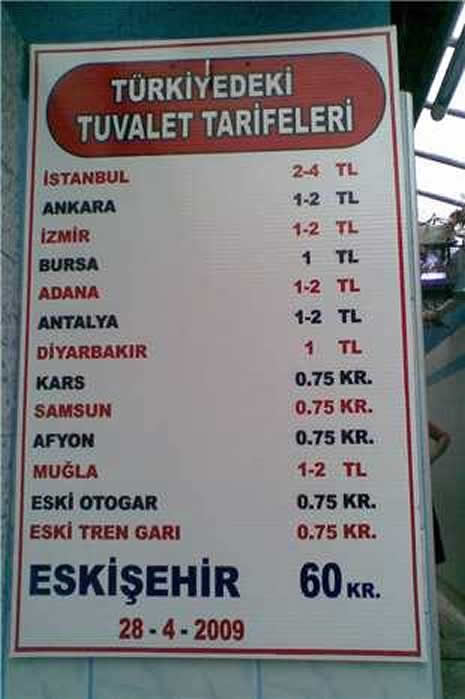 TÜRKİYEDEKİ
TUVALET TARİFELERİ
İSTANBUL 2-4 TL
ANKARA 1-2 TL
İZMİR 1-2 TL
BURSA 1 TL
ADANA 1-2 TL
ANTALYA 1-2 TL
DİYARBAKIR 1 TL
KARS 0.75 KR.
SAMSUN 0.75 KR.
AFYON 0.75 KR.
MUĞLA 1-2 TL
ESKİ OTOGAR 0.75 KR.
ESKİ TREN GARI 0.75 KR.
ESKİŞEHİR 60 KR.
28 - 4 - 2009